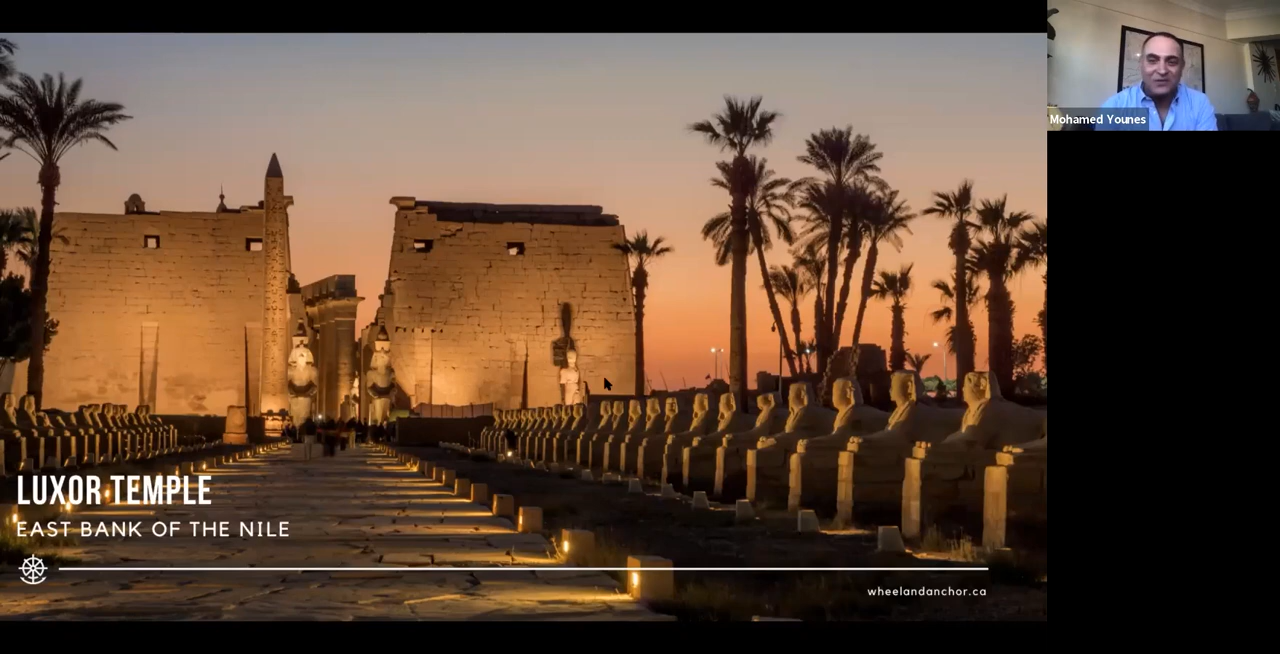 LUXOR TEMPLE
EAST BANK OF THE NILE
wheelandanchor.ca
Mohamed Younes